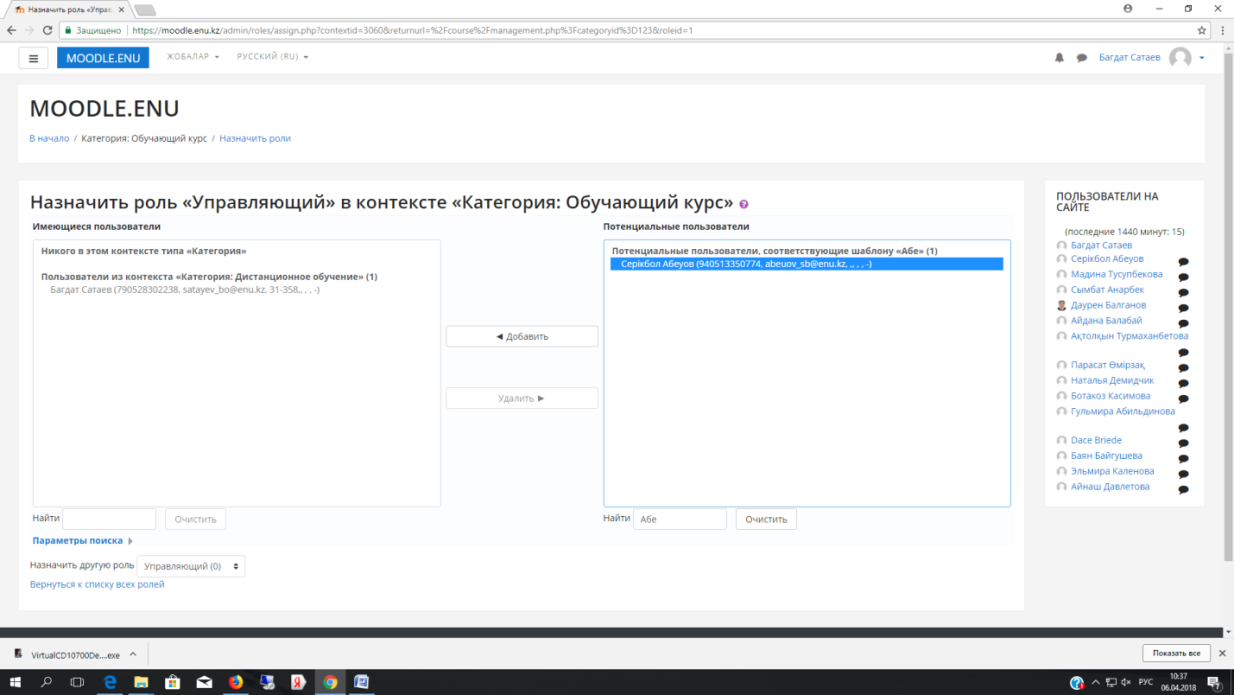 Назначить роль «Управ
Защищено | https://moodle.enu.kz/admin/roles/assign.php?contextid=3060&returnurl=%2Fcourse%2Fmanagement.php%3Fcategoryid%3D123&roleid=1
MOODLE.ENU ЖОБАЛАР РУССКИЙ (RU) Багдат Сатаев
MOODLE.ENU
В начало / Категория: Обучающий курс / Назначить роли
Назначить роль «Управляющий» в контексте «Категория: Обучающий курс»
Имеющиеся пользователи
Никого в этом контексте типа «Категория»
Пользователи из контекста «Категория: Дистанционное обучение» (1)
Багдат Сатаев (790528302238, satayev_bo@enu.kz, 31-358,, , , -)
◄ Добавить
Удалить ►
Потенциальные пользователи
Потенциальные пользователи, соответствующие шаблону «Абе» (1)
Серікбол Абеуов (940513350774, abeuov_sb@enu.kz, ,, , , -)
Найти Очистить
Найти Абе Очистить
Параметры поиска
Назначить другую роль Управляющий (0)
Вернуться к списку всех ролей
ПОЛЬЗОВАТЕЛИ НА
САЙТЕ
(последние 1440 минут: 15)
Багдат Сатаев
Серікбол Абеуов
Мадина Тусупбекова
Сымбат Анарбек
Даурен Балганов
Айдана Балабай
Ақтолқын Турмаханбетова
Парасат Өмірзақ
Наталья Демидчик
Ботакоз Касимова
Гульмира Абильдинова
Dace Briede
Баян Байгушева
Эльмира Каленова
Айнаш Давлетова
VirtualCD10700De....exe Показать все
РУС 10:37
06.04.2018